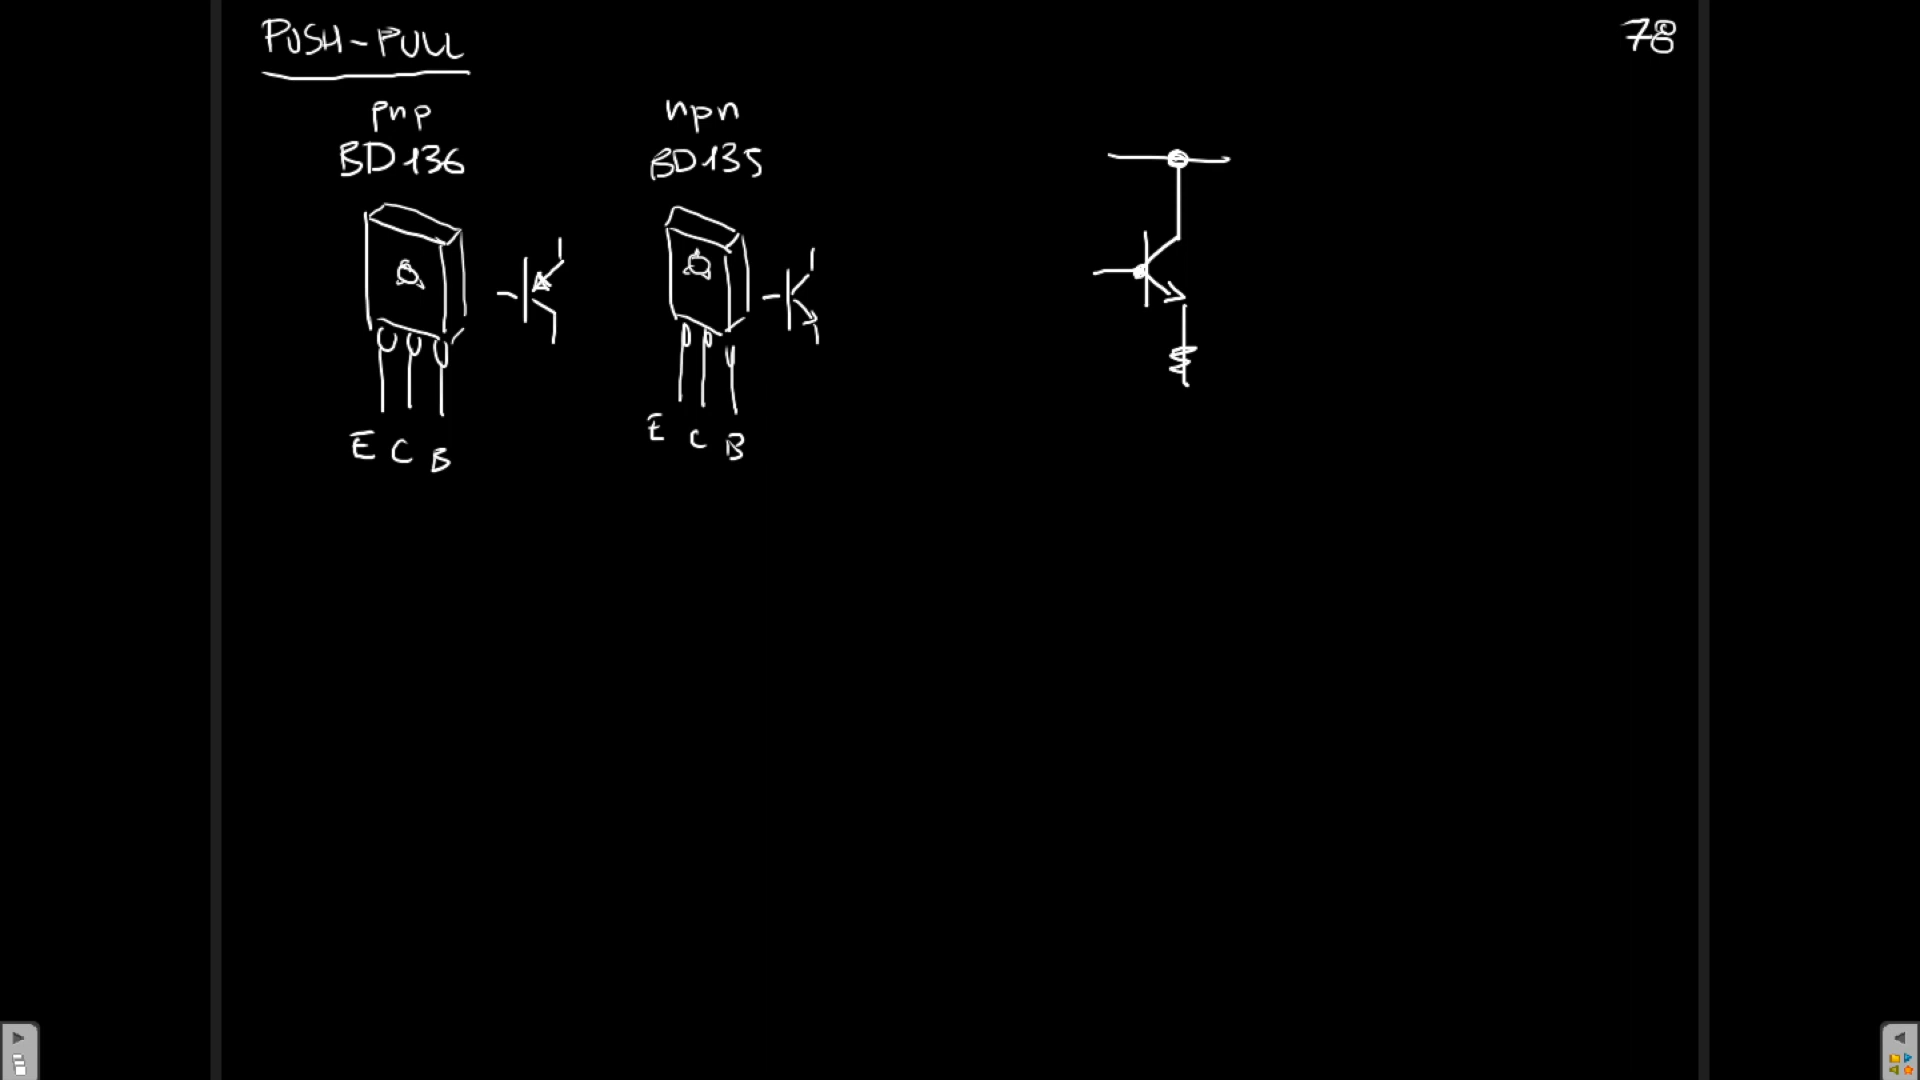 PUSH-PULL 78
pnp npn
BD136 BD135
E C B E C B